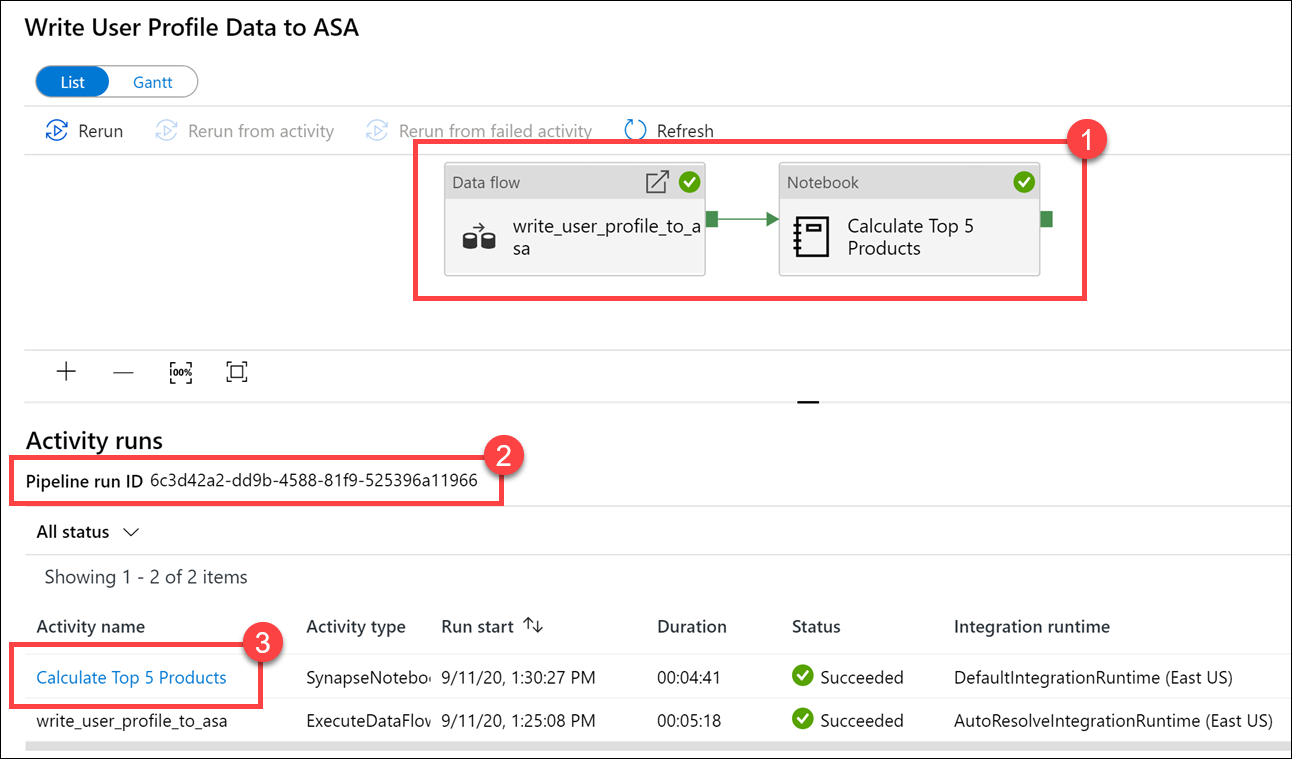 Write User Profile Data to ASA
List Gantt
Rerun Rerun from activity Rerun from failed activity Refresh
1
Data flow Notebook
write_user_profile_to_a
sa
Calculate Top 5
Products
100%
Activity runs
2
Pipeline run ID 6c3d42a2-dd9b-4588-81f9-525396a11966
All status
Showing 1 - 2 of 2 items
Activity name Activity type Run start Duration Status Integration runtime
3
Calculate Top 5 Products SynapseNoteboo 9/11/20, 1:30:27 PM 00:04:41 Succeeded DefaultIntegrationRuntime (East US)
write_user_profile_to_asa ExecuteDataFlow 9/11/20, 1:25:08 PM 00:05:18 Succeeded AutoResolveIntegrationRuntime (East US)